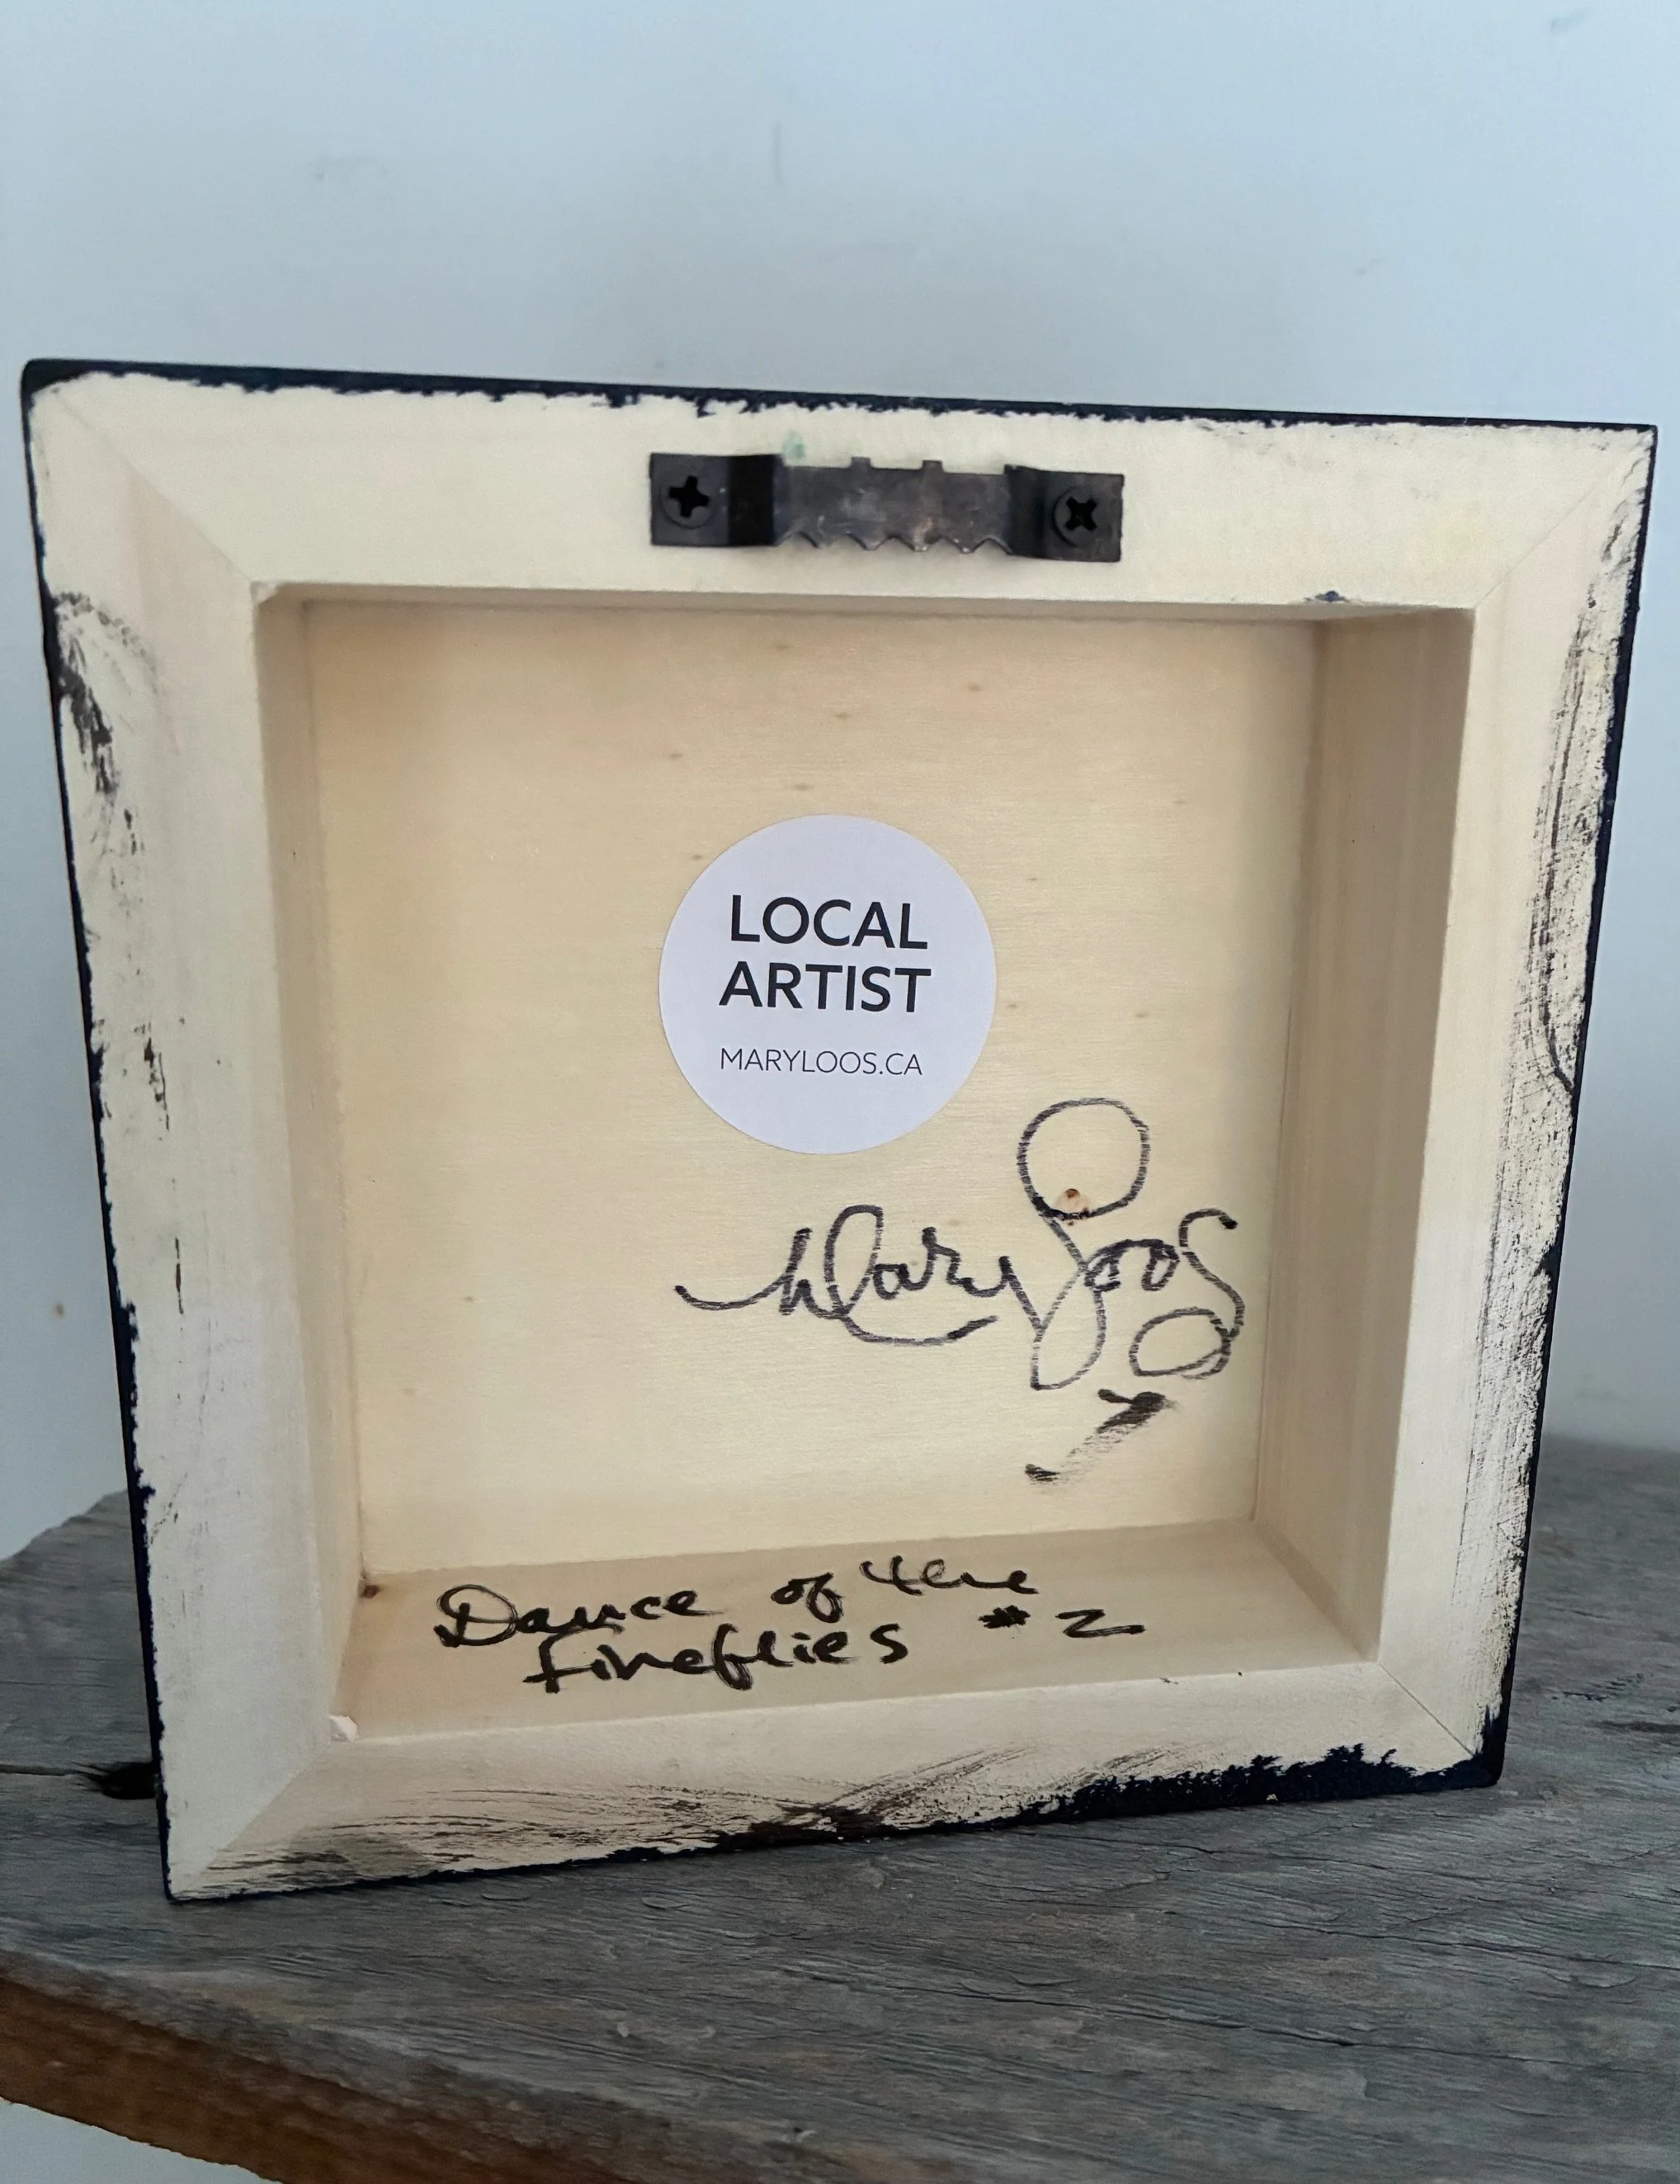 LOCAL
ARTIST
MARYLOOS.CA
Mary Loos
Dance of the
fireflies #2